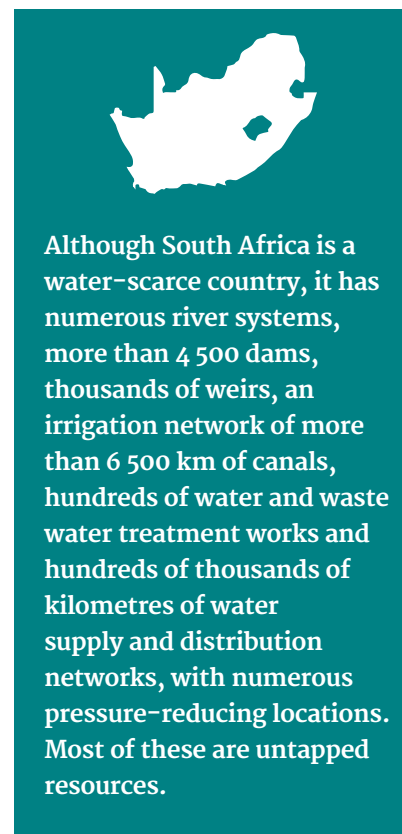 Although South Africa is a
water-scarce country, it has
numerous river systems,
more than 4 500 dams,
thousands of weirs, an
irrigation network of more
than 6 500 km of canals,
hundreds of water and waste
water treatment works and
hundreds of thousands of
kilometres of water
supply and distribution
networks, with numerous
pressure-reducing locations.
Most of these are untapped
resources.